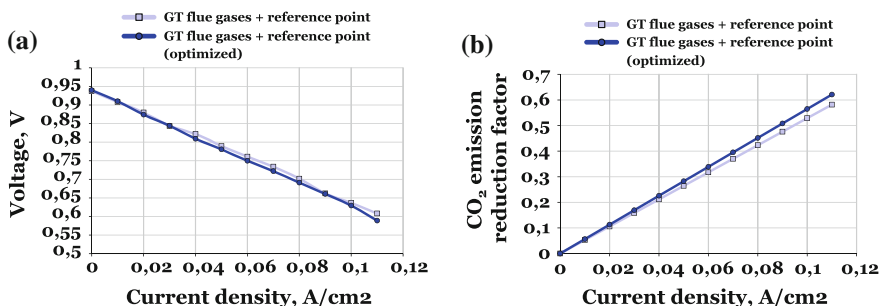 (a)
GT flue gases + reference point
GT flue gases + reference point
(optimized)
Voltage, V
1
0,95
0,9
0,85
0,8
0,75
0,7
0,65
0,6
0,55
0,5
0
0,02
0,04
0,06
0,08
0,1
0,12
Current density, A/cm2
(b)
GT flue gases + reference point
GT flue gases + reference point
(optimized)
CO₂ emission
reduction factor
0,7
0,6
0,5
0,4
0,3
0,2
0,1
0
0
0,02
0,04
0,06
0,08
0,1
0,12
Current density, A/cm2